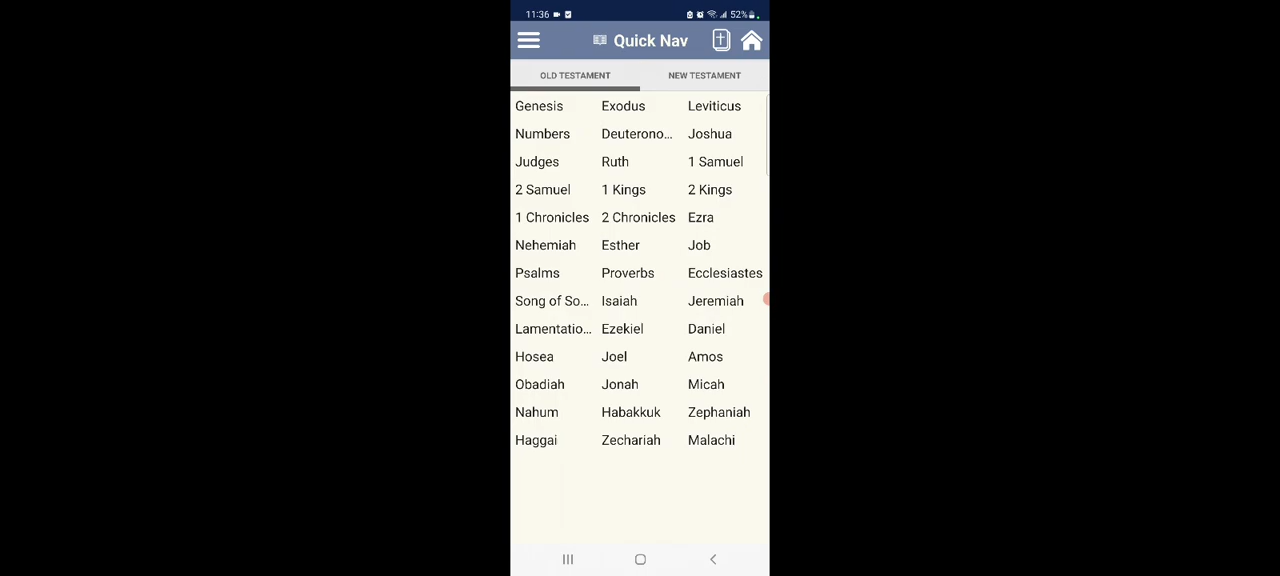 11:36 52%
Quick Nav
OLD TESTAMENT NEW TESTAMENT
Genesis Exodus Leviticus
Numbers Deuterono... Joshua
Judges Ruth 1 Samuel
2 Samuel 1 Kings 2 Kings
1 Chronicles 2 Chronicles Ezra
Nehemiah Esther Job
Psalms Proverbs Ecclesiastes
Song of So... Isaiah Jeremiah
Lamentatio... Ezekiel Daniel
Hosea Joel Amos
Obadiah Jonah Micah
Nahum Habakkuk Zephaniah
Haggai Zechariah Malachi